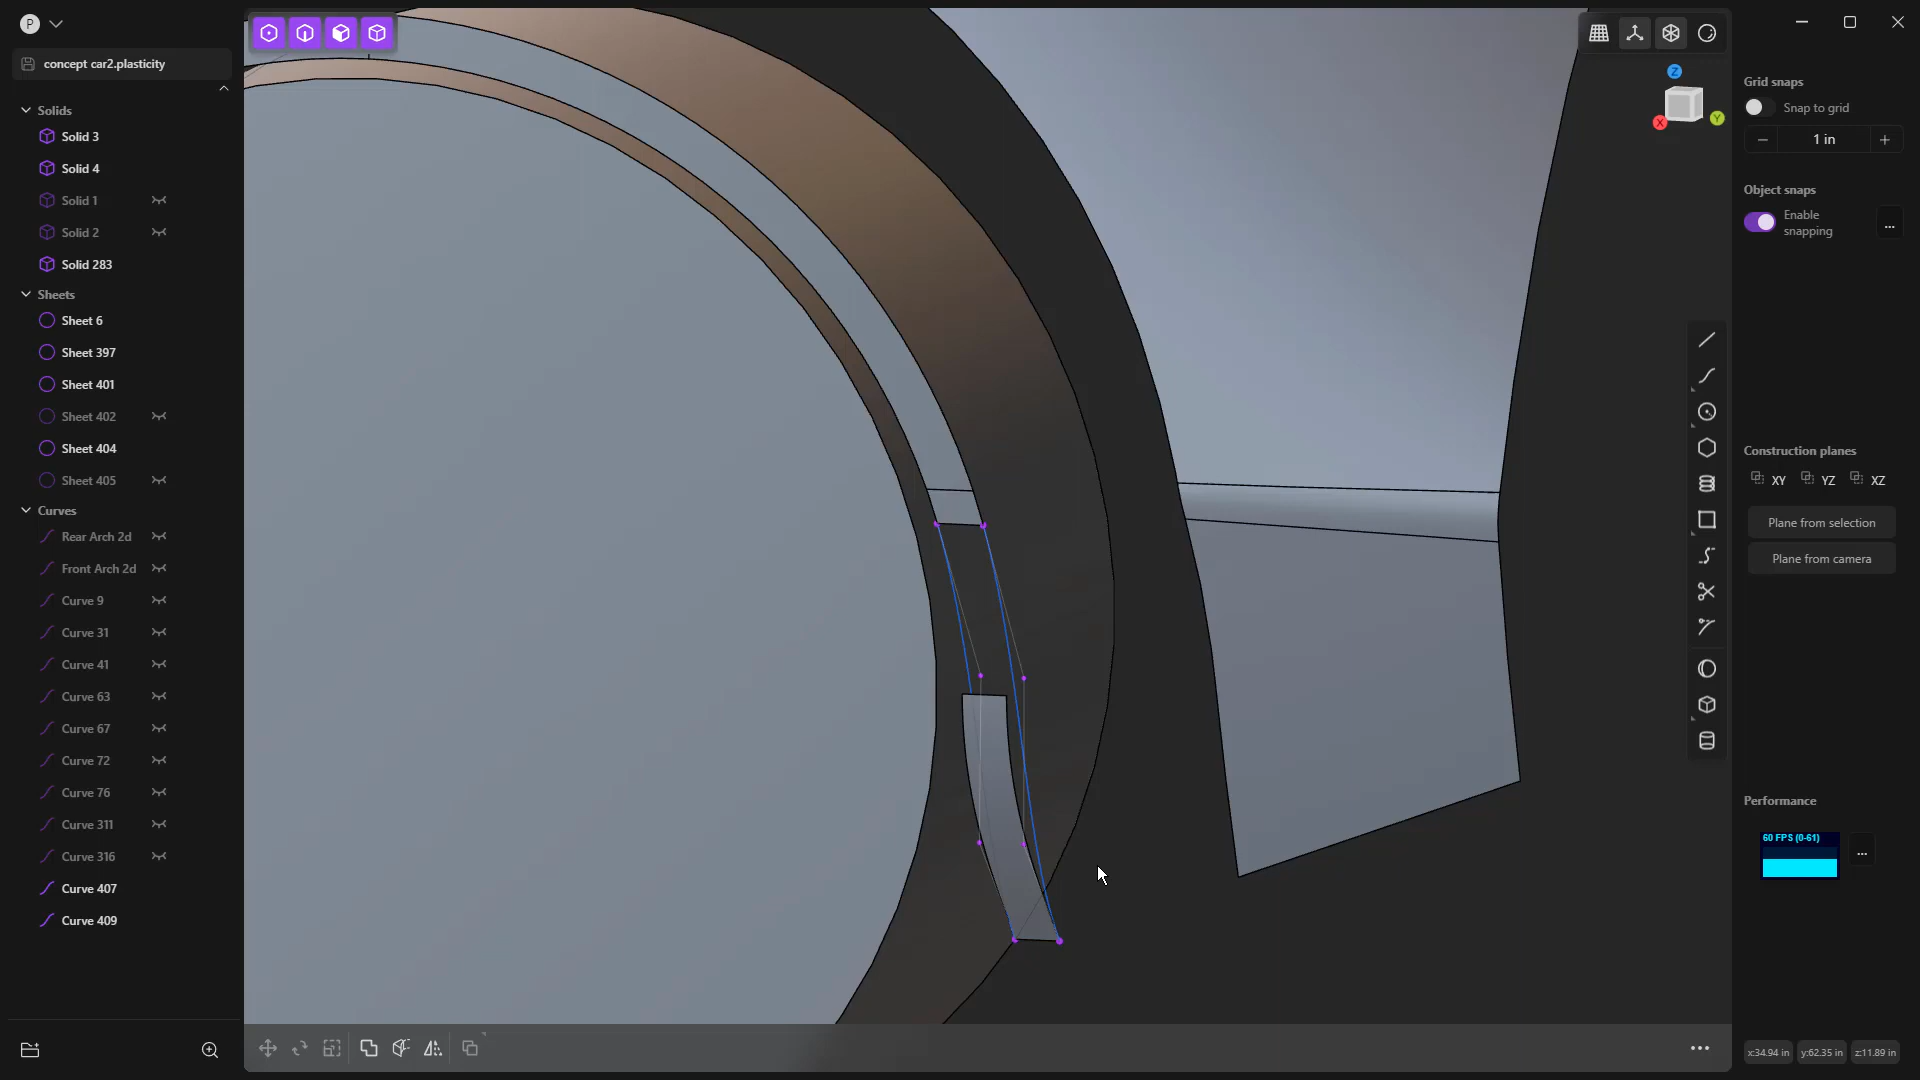 P
concept car2.plasticity
Solids
Solid 3
Solid 4
Solid 1
Solid 2
Solid 283
Sheets
Sheet 6
Sheet 397
Sheet 401
Sheet 402
Sheet 404
Sheet 405
Curves
Rear Arch 2d
Front Arch 2d
Curve 9
Curve 31
Curve 41
Curve 63
Curve 67
Curve 72
Curve 76
Curve 311
Curve 316
Curve 407
Curve 409
Z
X
Y
Grid snaps
Snap to grid
1 in
Object snaps
Enable
snapping
...
Construction planes
XY YZ XZ
Plane from selection
Plane from camera
Performance
60 FPS (0-61)
...
x:34.94 in y:62.35 in z:11.89 in